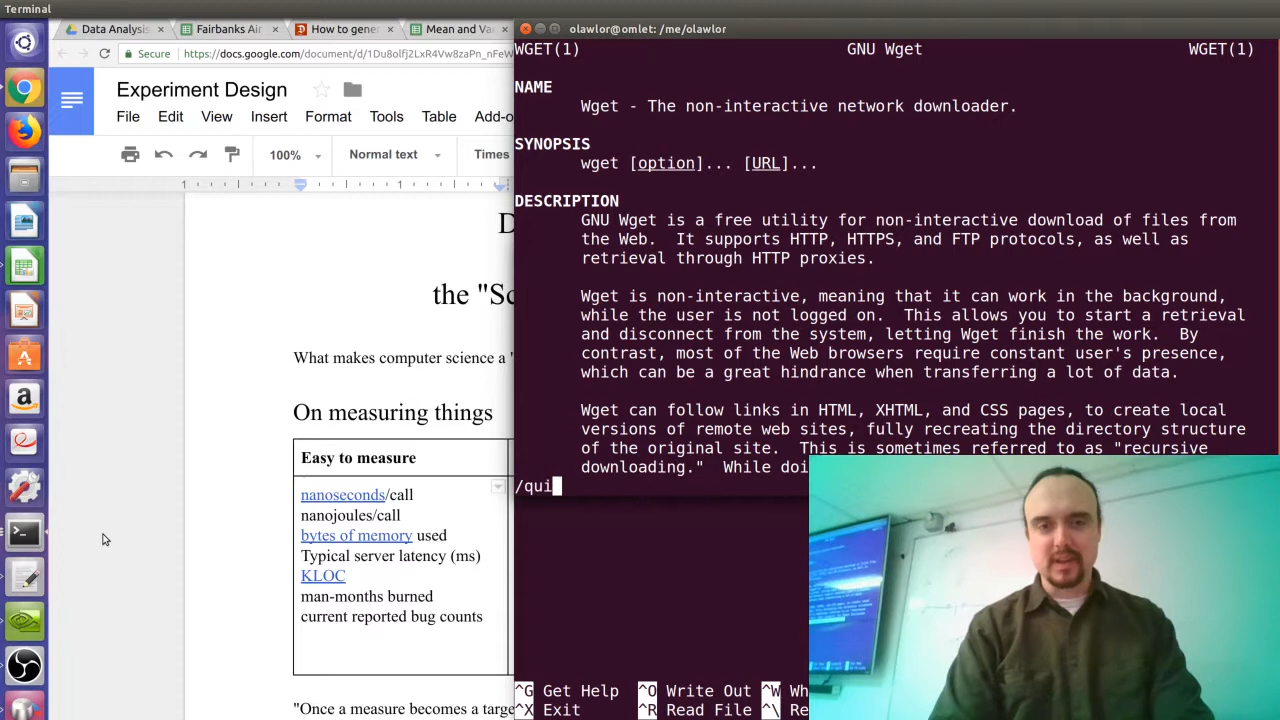 Terminal
Data Analysis
Fairbanks Air
How to gene
Mean and Va
Secure
https://docs.google.com/document/d/1Du8olfj2LxR4Vw8zaPn_nFeW
Experiment Design
File Edit View Insert Format Tools Table Add-o
100% Normal text Times
1 1
D
the "Sc
What makes computer science a "
On measuring things
Easy to measure
nanoseconds/call
nanojoules/call
bytes of memory used
Typical server latency (ms)
KLOC
man-months burned
current reported bug counts
"Once a measure becomes a targe
olawlor@omlet: /me/olawlor
WGET(1) GNU Wget WGET(1)
NAME
Wget - The non-interactive network downloader.
SYNOPSIS
wget [option]... [URL]...
DESCRIPTION
GNU Wget is a free utility for non-interactive download of files from
the Web. It supports HTTP, HTTPS, and FTP protocols, as well as
retrieval through HTTP proxies.
Wget is non-interactive, meaning that it can work in the background,
while the user is not logged on. This allows you to start a retrieval
and disconnect from the system, letting Wget finish the work. By
contrast, most of the Web browsers require constant user's presence,
which can be a great hindrance when transferring a lot of data.
Wget can follow links in HTML, XHTML, and CSS pages, to create local
versions of remote web sites, fully recreating the directory structure
of the original site. This is sometimes referred to as "recursive
downloading." While doi
/qui
^G Get Help ^O Write Out ^W Wh
^X Exit ^R Read File ^\ Re